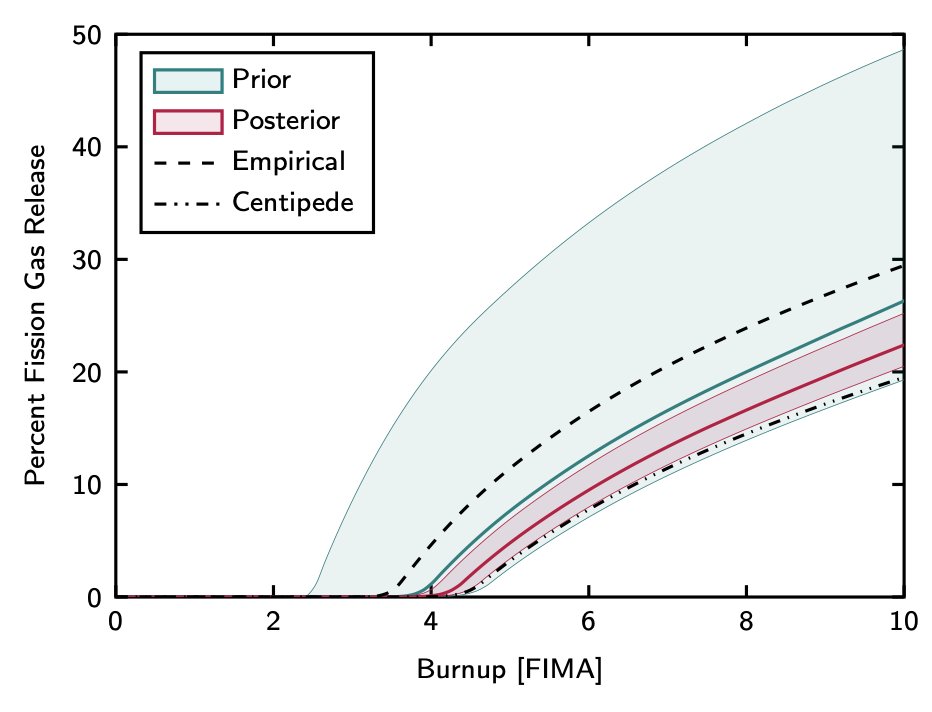 50
40
30
20
10
0
Percent Fission Gas Release
Prior
Posterior
Empirical
Centipede
0 2 4 6 8 10
Burnup [FIMA]